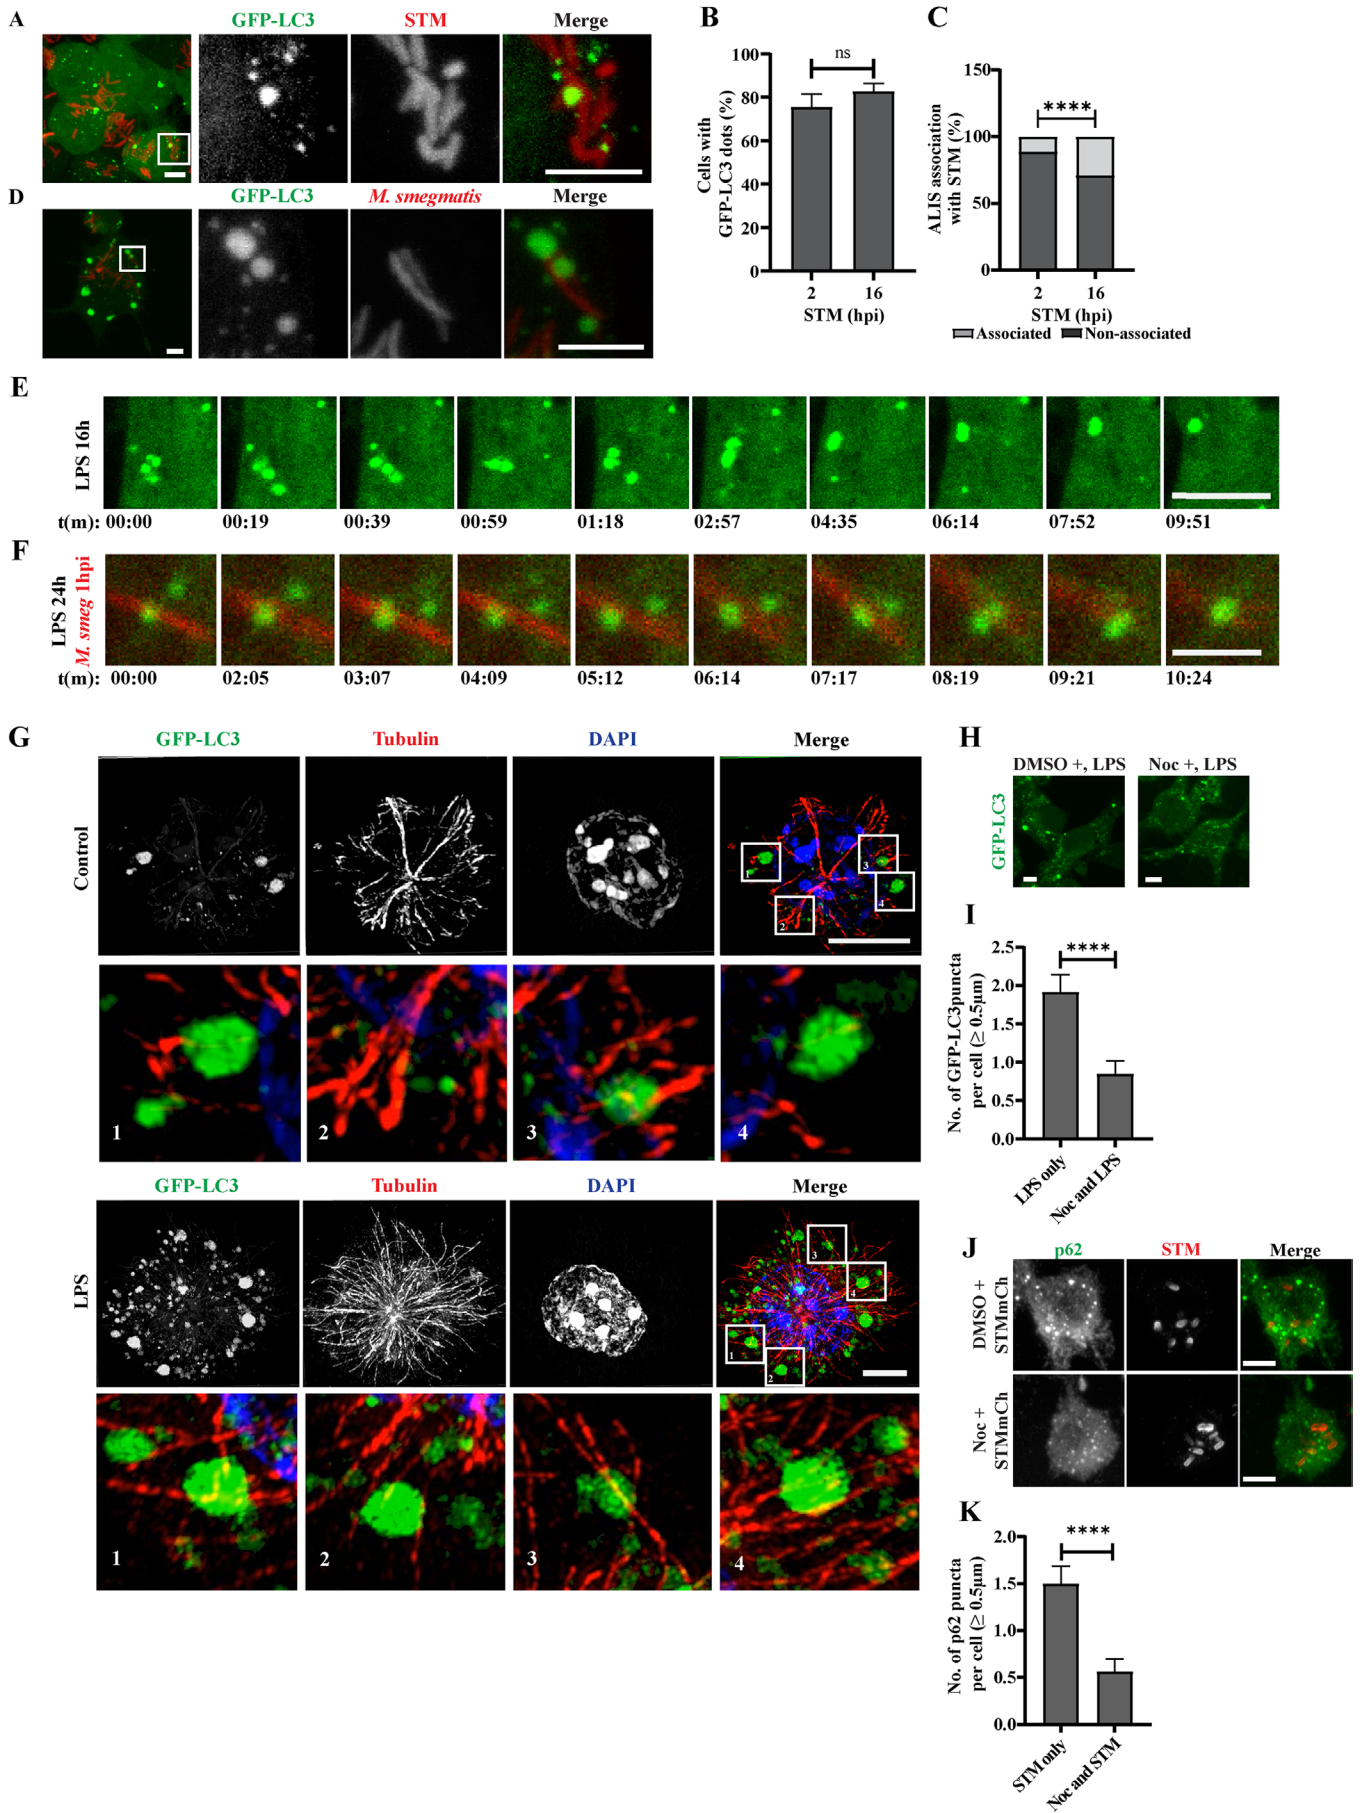 A
GFP-LC3 STM Merge
D
GFP-LC3 M. smegmatis Merge
B
Cells with
GFP-LC3 dots (%)
100
80
60
40
20
0
ns
2 16
STM (hpi)
C
ALIS association
with STM (%)
150
100
50
0
****
2 16
STM (hpi)
Associated Non-associated
E
LPS 16h
t(m): 00:00 00:19 00:39 00:59 01:18 02:57 04:35 06:14 07:52 09:51
F
LPS 24h
M. smeg 1hpi
t(m): 00:00 02:05 03:07 04:09 05:12 06:14 07:17 08:19 09:21 10:24
G
GFP-LC3 Tubulin DAPI Merge
Control
1 2 3 4
1 2 3 4
GFP-LC3 Tubulin DAPI Merge
LPS
1 2 3 4
1 2 3 4
H
DMSO +, LPS Noc +, LPS
GFP-LC3
I
No. of GFP-LC3puncta
per cell (≥ 0.5µm)
2.5
2.0
1.5
1.0
0.5
0.0
****
LPS only
Noc and LPS
J
p62 STM Merge
DMSO +
STMmCh
Noc +
STMmCh
K
No. of p62 puncta
per cell (≥ 0.5µm)
2.0
1.5
1.0
0.5
0.0
****
STM only
Noc and STM